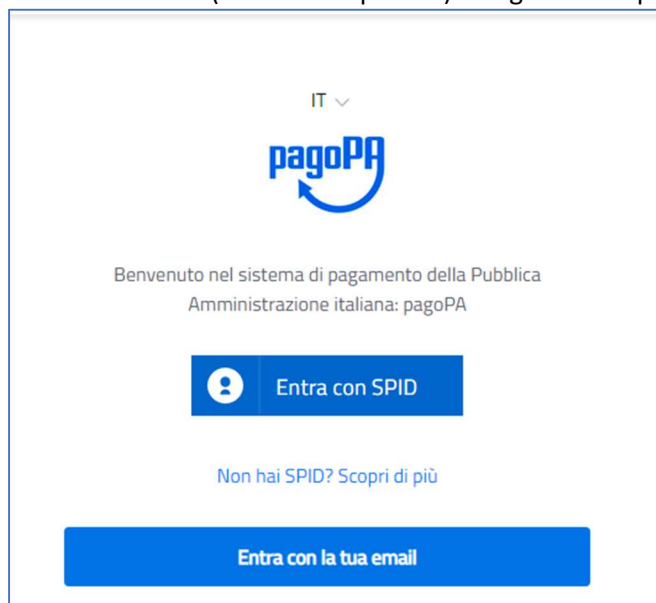 IT
pagoPA
Benvenuto nel sistema di pagamento della Pubblica
Amministrazione italiana: pagoPA
Entra con SPID
Non hai SPID? Scopri di più
Entra con la tua email